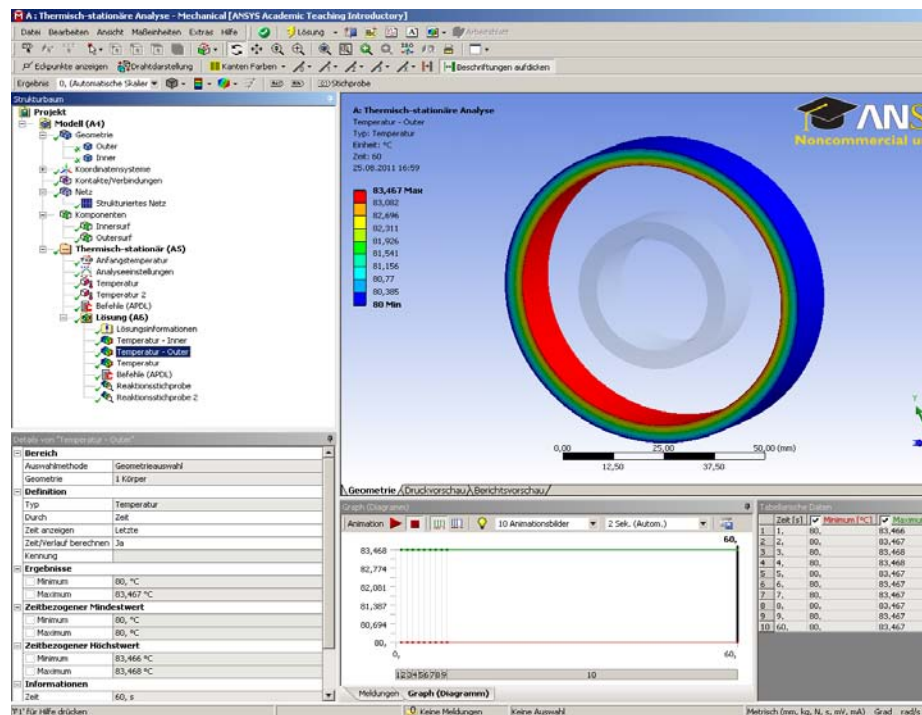 A : Thermisch-stationäre Analyse - Mechanical [ANSYS Academic Teaching Introductory]
Datei Bearbeiten Ansicht Maßeinheiten Extras Hilfe Lösung Arbeitsblatt
Eckpunkte anzeigen Drahtdarstellung Kanten Farben Beschriftungen aufdicken
Ergebnis 0, (Automatische Skalier Stichprobe
Strukturbaum
Projekt
Modell (A4)
Geometrie
Outer
Inner
Koordinatensysteme
Kontakte/Verbindungen
Netz
Strukturiertes Netz
Komponenten
Innersurf
Outersurf
Thermisch-stationär (A5)
Anfangstemperatur
Analyseeinstellungen
Temperatur
Temperatur 2
Befehle (APDL)
Lösung (A6)
Lösungsinformationen
Temperatur - Inner
Temperatur - Outer
Temperatur
Befehle (APDL)
Reaktionsstichprobe
Reaktionsstichprobe 2
A: Thermisch-stationäre Analyse
Temperatur - Outer
Typ: Temperatur
Einheit: °C
Zeit: 60
25.08.2011 16:59
83,467 Max
83,082
82,696
82,311
81,926
81,541
81,156
80,77
80,385
80 Min
ANS
Noncommercial u
Y
0,00 25,00 50,00 (mm)
12,50 37,50
Geometrie Druckvorschau Berichtsvorschau
Details von "Temperatur - Outer"
Bereich
Auswahlmethode Geometrieauswahl
Geometrie 1 Körper
Definition
Typ Temperatur
Durch Zeit
Zeit anzeigen Letzte
Zeit/Verlauf berechnen Ja
Kennung
Ergebnisse
Minimum 80, °C
Maximum 83,467 °C
Zeitbezogener Mindestwert
Minimum 80, °C
Maximum 80, °C
Zeitbezogener Höchstwert
Minimum 83,466 °C
Maximum 83,468 °C
Informationen
Zeit 60, s
Graph (Diagramm)
Animation 10 Animationsbilder 2 Sek. (Autom.)
60,
83,468
82,774
82,081
81,387
80,694
80,
0, 60,
123456789 10
Meldungen Graph (Diagramm)
Tabellarische Daten
Zeit [s] Minimum [°C] Maximu
1 1, 80, 83,466
2 2, 80, 83,467
3 3, 80, 83,468
4 4, 80, 83,468
5 5, 80, 83,467
6 6, 80, 83,467
7 7, 80, 83,467
8 8, 80, 83,467
9 9, 80, 83,467
10 60, 80, 83,467
'F1' für Hilfe drücken Keine Meldungen Keine Auswahl Metrisch (mm, kg, N, s, mV, mA) Grad rad/s